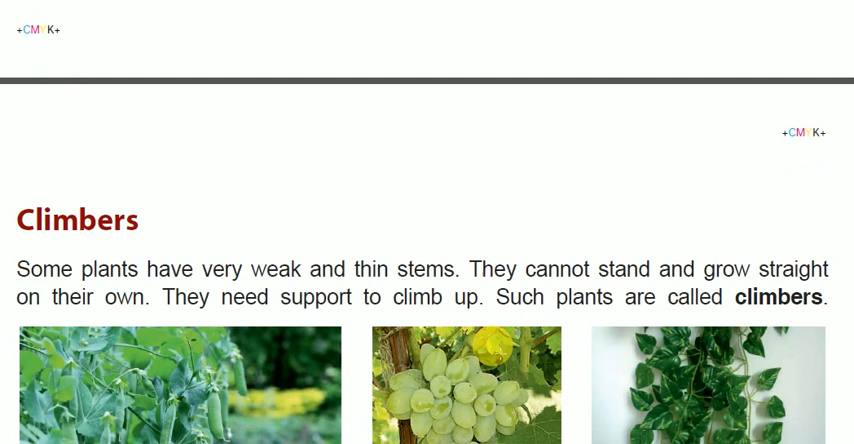 +CMYK+
+CMYK+
Climbers
Some plants have very weak and thin stems. They cannot stand and grow straight
on their own. They need support to climb up. Such plants are called climbers.